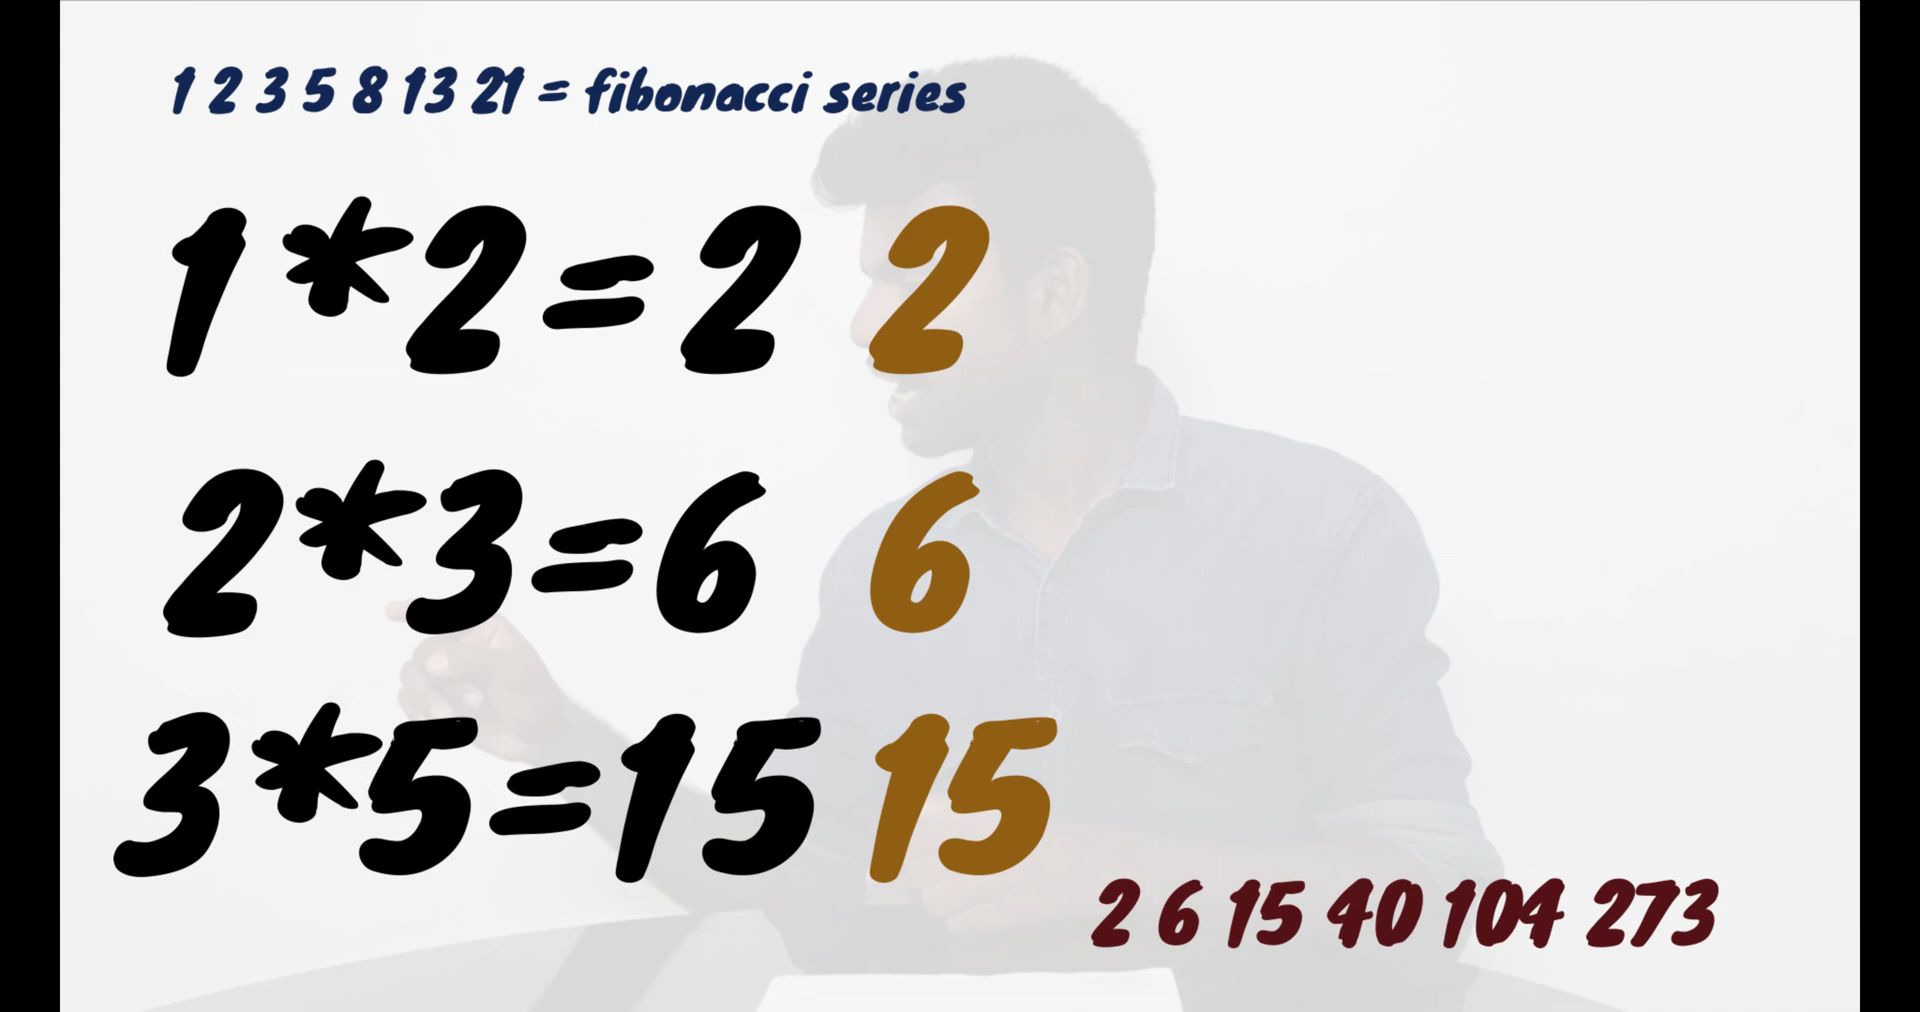 1 2 3 5 8 13 21 = fibonacci series
1*2=2 2
2*3=6 6
3*5=15 15
2 6 15 40 104 273